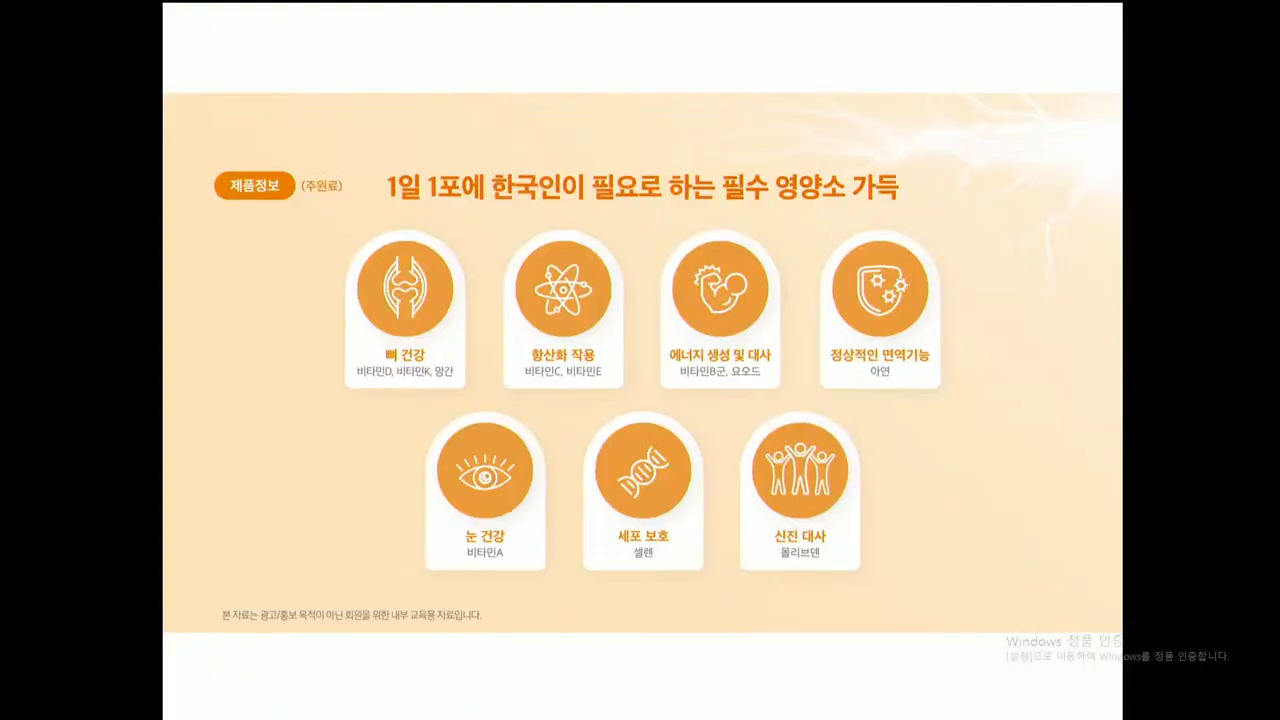 제품정보 (주원료) 1일 1포에 한국인이 필요로 하는 필수 영양소 가득
뼈 건강
비타민D, 비타민K, 망간
항산화 작용
비타민C, 비타민E
에너지 생성 및 대사
비타민B군, 요오드
정상적인 면역기능
아연
눈 건강
비타민A
세포 보호
셀렌
신진 대사
몰리브덴
본 자료는 광고/홍보 목적이 아닌 회원을 위한 내부 교육용 자료입니다.
Windows 정품 인증
[설정]으로 이동하여 Windows를 정품 인증합니다.